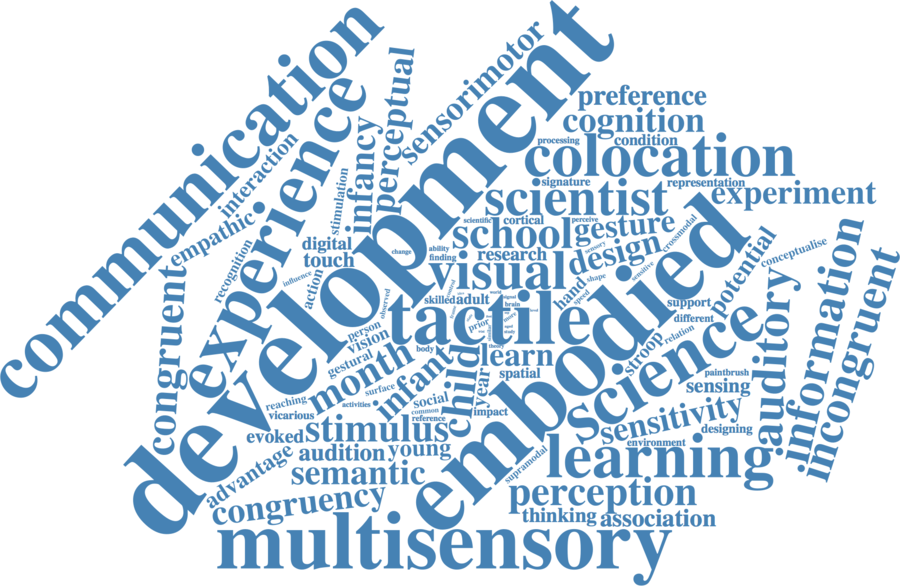 communication
development
experience
embodied
multisensory
tactile
sensorimotor
perceptual
infancy
interaction
empathic
stimulation
recognition
digital
touch
influence
action
change
congruent
preference
cognition
processing
condition
colocation
signature
representation
scientist
experiment
scientific
cortical
perceive
school
gesture
sensory
crossmodal
ability
finding
research
design
visual
hand
shape
speed
sensitive
potential
conceptualise
observed
skilled
adult
world
signal
brain
prior
support
different
relation
person
vision
gestural
month
body
theory
learn
spatial
stroop
science
auditory
information
incongruent
surface
infant
child
year
paintbrush
sensing
reaching
vicarious
activities
social
common
reference
impact
sensitivity
designing
environment
evoked
stimulus
audition
young
supramodal
learning
advantage
semantic
congruency
perception
thinking
association